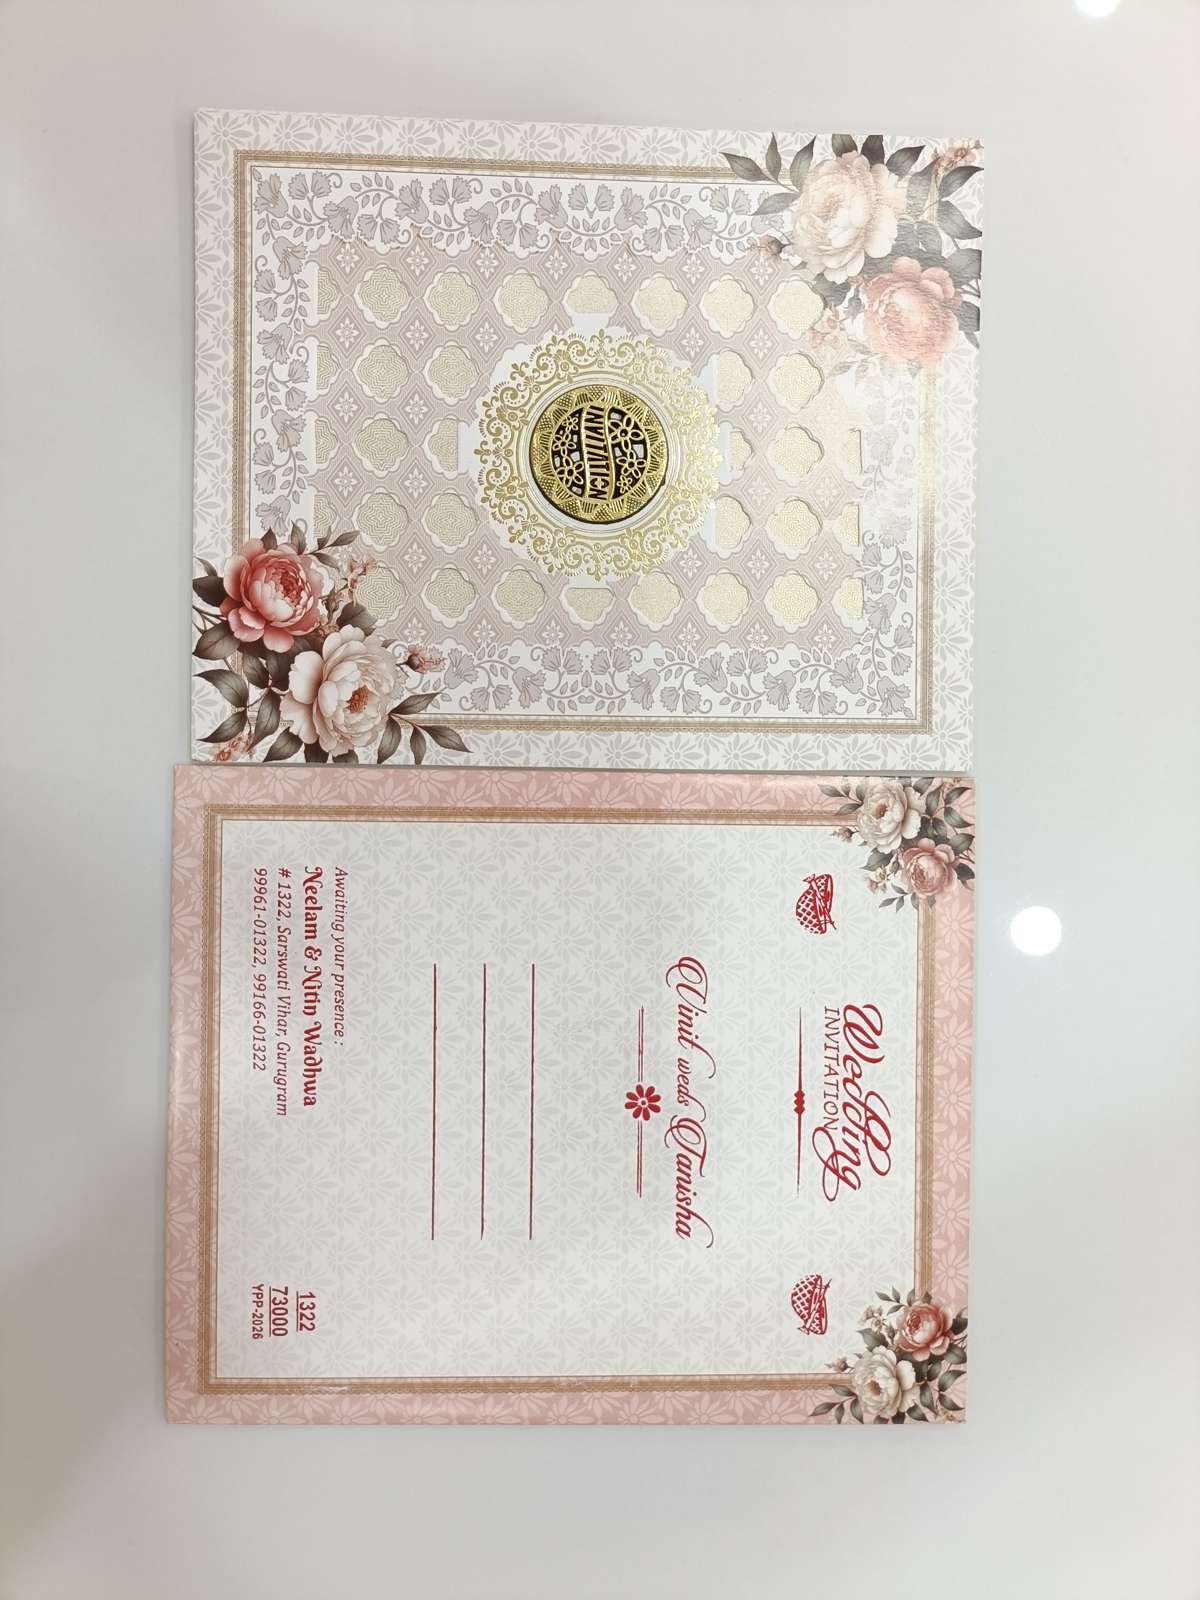 INVITATION
Wedding
INVITATION
Vinit weds Tanisha
Awaiting your presence :
Neelam & Nitin Wadhwa
# 1322, Sarswati Vihar, Gurugram
99961-01322, 99166-01322
1322
73000
YPP-2026